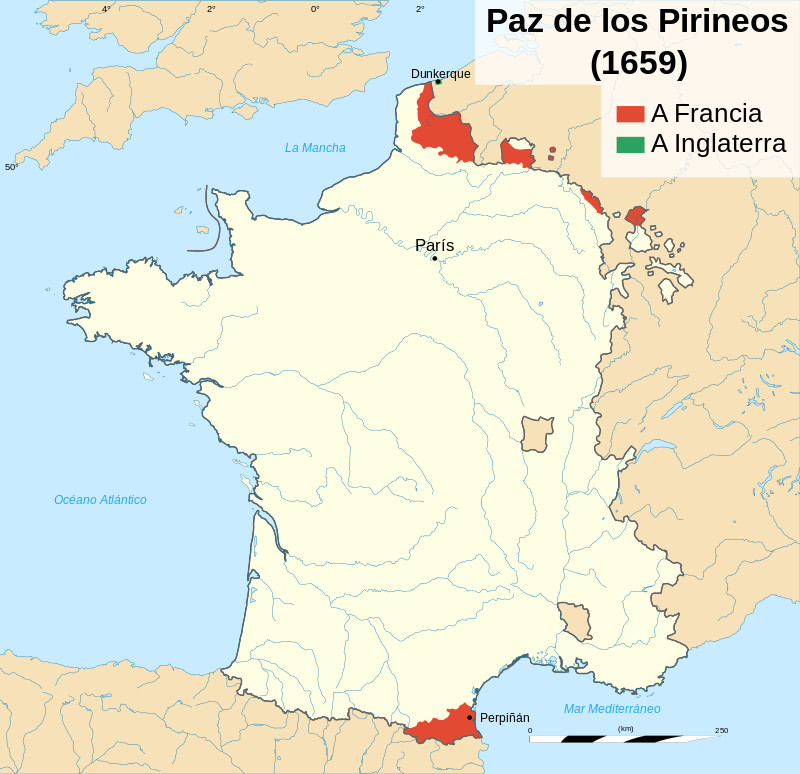 4°
2°
0°
2°
Paz de los Pirineos
(1659)
Dunkerque
A Francia
A Inglaterra
La Mancha
50°
París
Océano Atlántico
Mar Mediterráneo
Perpiñán
0
(km)
250